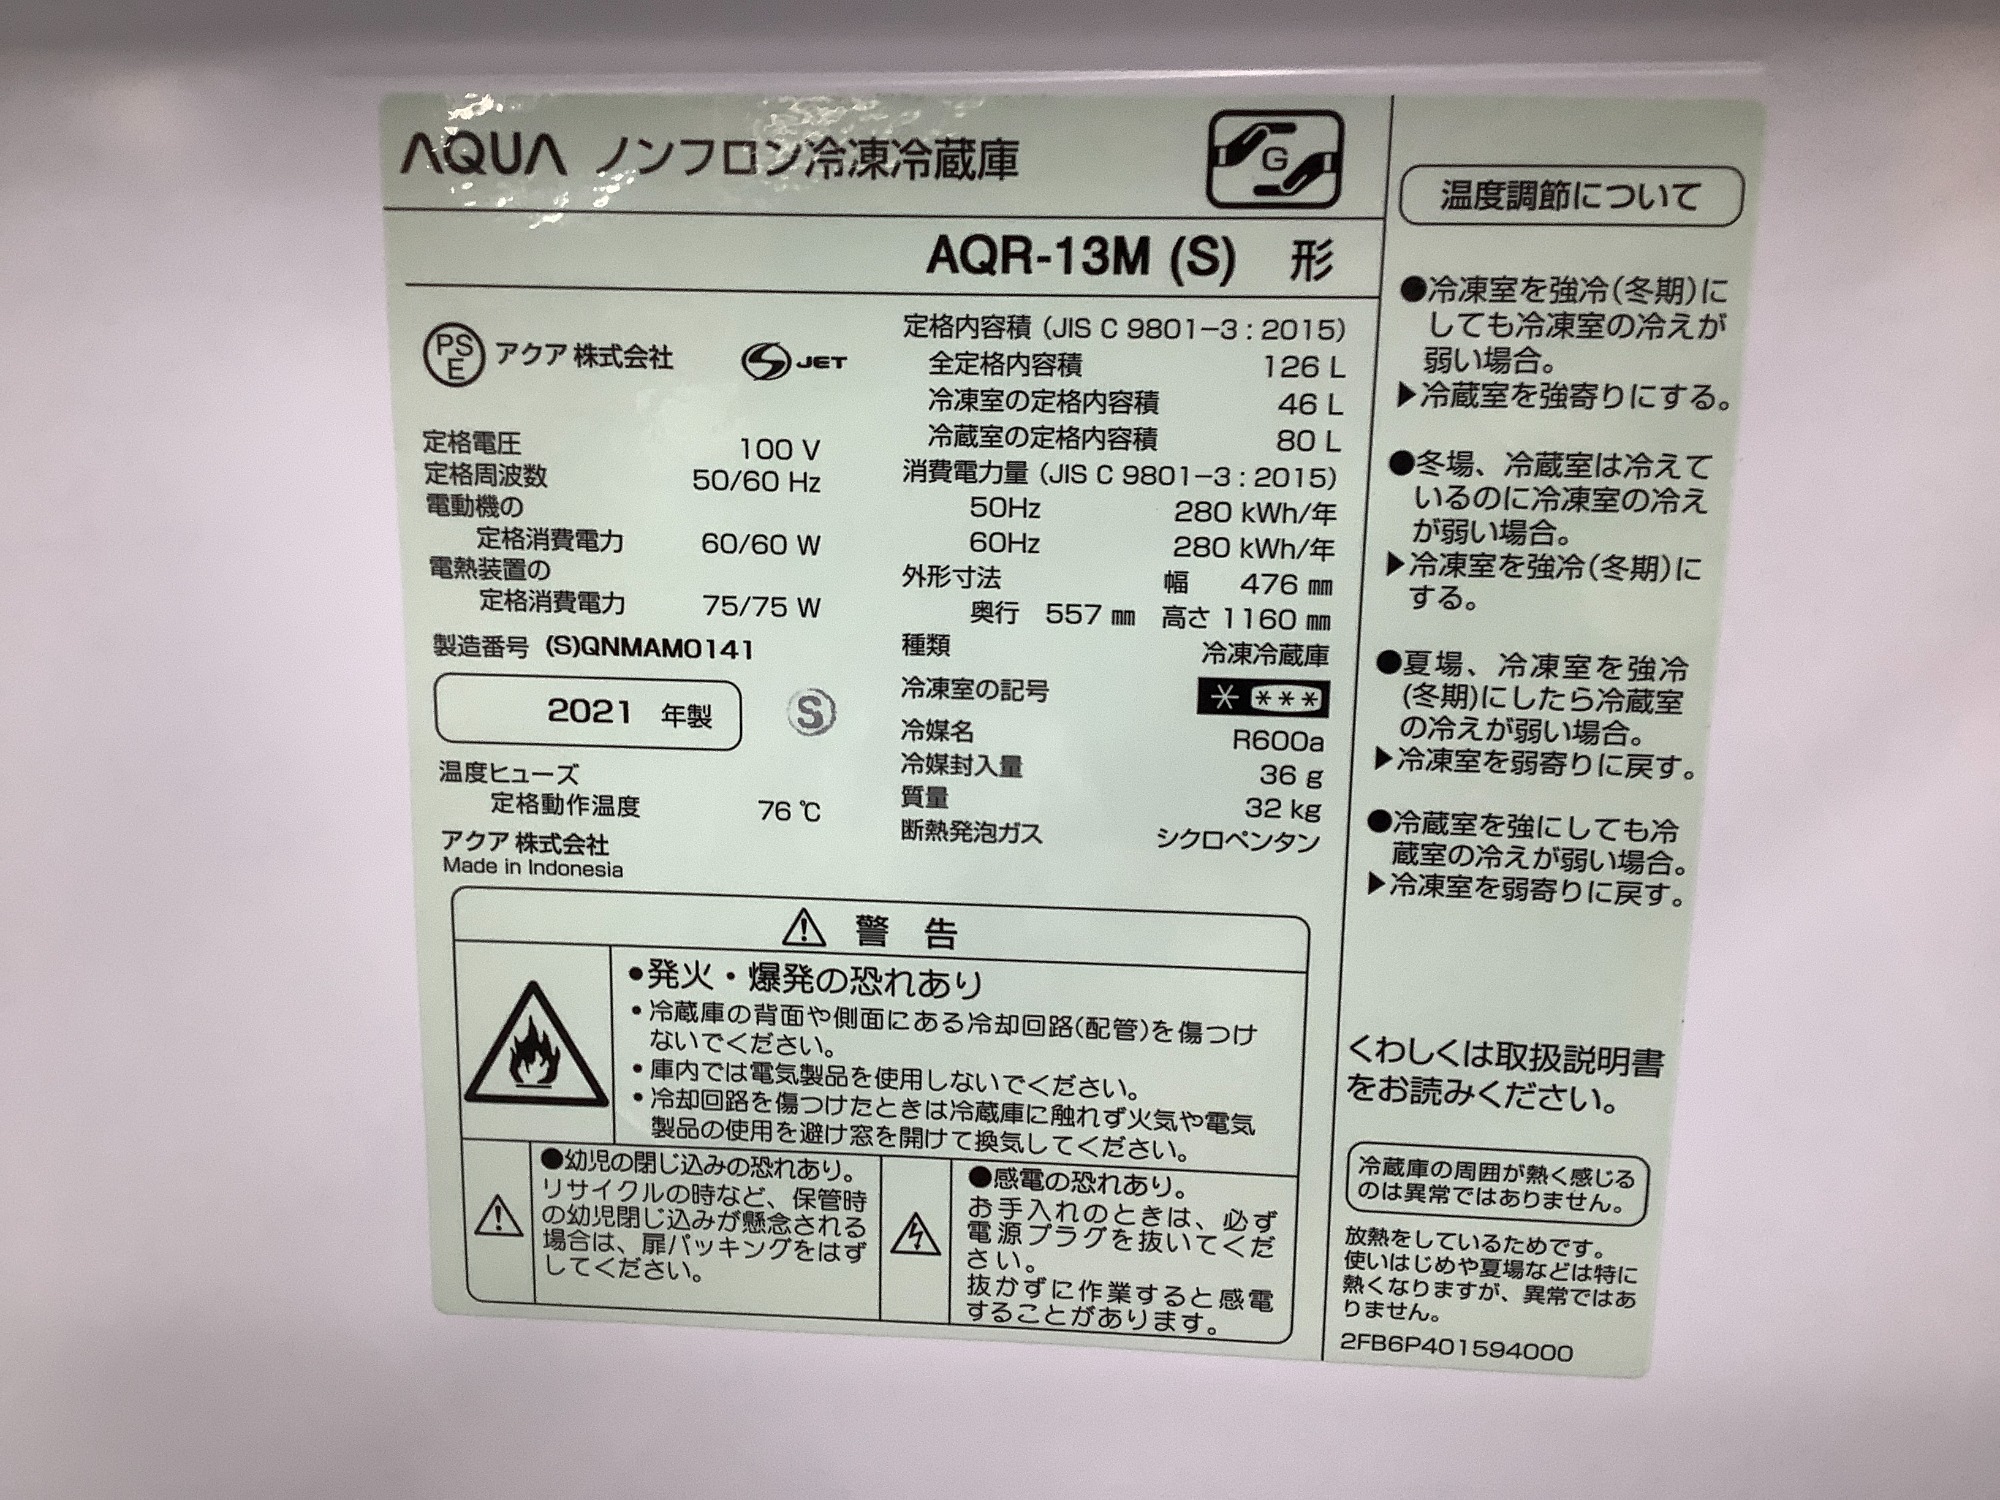 AQUA ノンフロン冷凍冷蔵庫
G
AQR-13M (S) 形
PS
E
アクア 株式会社
S JET
定格電圧 100 V
定格周波数 50/60 Hz
電動機の
定格消費電力 60/60 W
電熱装置の
定格消費電力 75/75 W
製造番号 (S)QNMAM0141
2021 年製
S
温度ヒューズ
定格動作温度 76 ℃
アクア 株式会社
Made in Indonesia
定格内容積 (JIS C 9801-3 : 2015)
全定格内容積 126 L
冷凍室の定格内容積 46 L
冷蔵室の定格内容積 80 L
消費電力量 (JIS C 9801-3 : 2015)
50Hz 280 kWh/年
60Hz 280 kWh/年
外形寸法 幅 476 ㎜
奥行 557 ㎜ 高さ 1160 ㎜
種類 冷凍冷蔵庫
冷凍室の記号 * ***
冷媒名 R600a
冷媒封入量 36 g
質量 32 kg
断熱発泡ガス シクロペンタン
⚠ 警 告
●発火・爆発の恐れあり
・冷蔵庫の背面や側面にある冷却回路(配管)を傷つけ
ないでください。
・庫内では電気製品を使用しないでください。
・冷却回路を傷つけたときは冷蔵庫に触れず火気や電気
製品の使用を避け窓を開けて換気してください。
●幼児の閉じ込みの恐れあり。
リサイクルの時など、保管時
の幼児閉じ込みが懸念される
場合は、扉パッキングをはず
してください。
●感電の恐れあり。
お手入れのときは、必ず
電源プラグを抜いてくだ
さい。
抜かずに作業すると感電
することがあります。
温度調節について
●冷凍室を強冷(冬期)に
しても冷凍室の冷えが
弱い場合。
▶冷蔵室を強寄りにする。
●冬場、冷蔵室は冷えて
いるのに冷凍室の冷え
が弱い場合。
▶冷凍室を強冷(冬期)に
する。
●夏場、冷凍室を強冷
(冬期)にしたら冷蔵室
の冷えが弱い場合。
▶冷凍室を弱寄りに戻す。
●冷蔵室を強にしても冷
蔵室の冷えが弱い場合。
▶冷凍室を弱寄りに戻す。
くわしくは取扱説明書
をお読みください。
冷蔵庫の周囲が熱く感じる
のは異常ではありません。
放熱をしているためです。
使いはじめや夏場などは特に
熱くなりますが、異常ではあ
りません。
2FB6P401594000